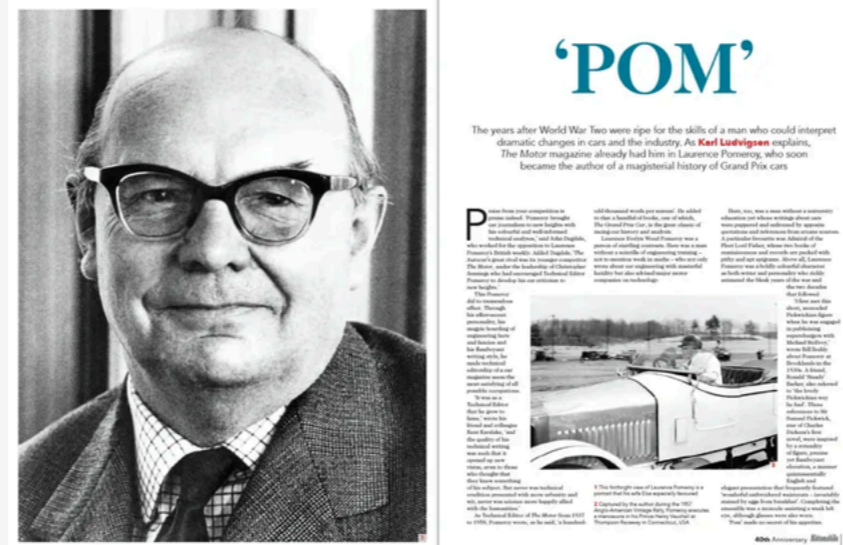 ‘POM’
The years after World War Two were ripe for the skills of a man who could interpret
dramatic changes in cars and the industry. As Karl Ludvigsen explains,
The Motor magazine already had him in Laurence Pomeroy, who soon
became the author of a magisterial history of Grand Prix cars
Praise from your competition is
praise indeed. ‘Pomeroy brought
our journalism to new heights with
his colourful and well-informed
technical analyses,’ said John Dugdale,
who worked for the opposition to Laurence
Pomeroy’s British weekly. Added Dugdale, ‘The
Autocar’s great rival was its younger competitor
The Motor, under the leadership of Christopher
Jennings who had encouraged Technical Editor
Pomeroy to develop his car criticism to
new heights.’
This Pomeroy
did to tremendous
effect. Through
his effervescent
personality, his
magpie hoarding of
engineering facts
and fancies and
his flamboyant
writing style, he
made technical
editorship of a car
magazine seem the
most satisfying of all
possible occupations.
‘It was as a
Technical Editor
that he grew to
fame,’ wrote his
friend and colleague
‘and
the quality of his
technical writing
was such that it
opened up new
vistas, even to those
who thought that
they knew something
of his subject. But never was technical
condition presented with more urbanity and
wit, never was science more happily allied
with the humanities.’
As Technical Editor of The Motor from 1937
to 1958, Pomeroy wrote, as he said, ‘a hundred-
odd thousand words per annum’. He added
to that a handful of books, one of which,
The Grand Prix Car, is the great classic of
racing-car history and analysis.
Laurence Evelyn Wood Pomeroy was a
person of startling contrasts. Here was a man
without a scintilla of engineering training –
not to mention weak in maths – who not only
wrote about car engineering with masterful
lucidity but also advised major motor
companies on technology.
1 This forthright view of Laurence Pomeroy is a
portrait that his wife Elsa especially favoured
2 Captured by the author during the 1957
Anglo-American Vintage Rally, Pomeroy executes
a manoeuvre in his Prince Henry Vauxhall at
Thompson Raceway in Connecticut, USA
Here, too, was a man without a university
education yet whose writings about cars
were peppered and enlivened by apposite
quotations and references from arcane sources.
A particular favourite was Admiral of the
Fleet Lord Fisher, whose two books of
reminiscences and records are packed with
pithy and apt epigrams. Above all, Laurence
Pomeroy was a boldly colourful character
as both writer and personality who richly
animated the bleak years of the war and
the two decades
that followed.
‘I first met this
short, monocled
Pickwickian figure
when he was engaged
in publicising
superchargers with
Michael McEvoy,’
wrote Bill Boddy
about Pomeroy at
Brooklands in the
1930s. A friend,
Ronald ‘Steady’
Barker, also referred
to ‘the lovely
Pickwickian way
he had’. These
references to Mr
Samuel Pickwick,
star of Charles
Dickens’s first
novel, were inspired
by a rotundity
of figure, precise
yet flamboyant
elocution, a manner
quintessentially
English and
elegant presentation that frequently featured
‘wonderful embroidered waistcoats – invariably
stained by eggs from breakfast’. Completing the
ensemble was a monocle assisting a weak left
eye, although glasses were also worn.
‘Pom’ made no secret of his appetites.
40th Anniversary